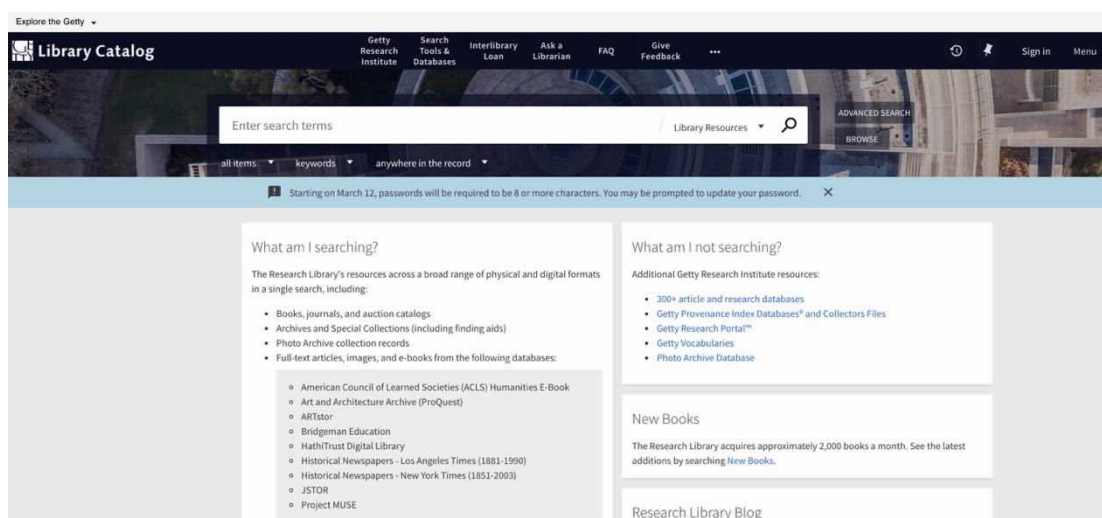 Explore the Getty
Library Catalog
Getty
Research
Institute
Search
Tools &
Databases
Interlibrary
Loan
Ask a
Librarian
FAQ
Give
Feedback
•••
Sign in
Menu
Enter search terms
Library Resources
ADVANCED SEARCH
BROWSE
all items
keywords
anywhere in the record
Starting on March 12, passwords will be required to be 8 or more characters. You may be prompted to update your password.
What am I searching?
The Research Library's resources across a broad range of physical and digital formats
in a single search, including:
• Books, journals, and auction catalogs
• Archives and Special Collections (including finding aids)
• Photo Archive collection records
• Full-text articles, images, and e-books from the following databases:
American Council of Learned Societies (ACLS) Humanities E-Book
Art and Architecture Archive (ProQuest)
ARTstor
Bridgeman Education
HathiTrust Digital Library
Historical Newspapers - Los Angeles Times (1881-1990)
Historical Newspapers - New York Times (1851-2003)
JSTOR
Project MUSE
What am I not searching?
Additional Getty Research Institute resources:
• 300+ article and research databases
• Getty Provenance Index Databases® and Collectors Files
• Getty Research Portal™
• Getty Vocabularies
• Photo Archive Database
New Books
The Research Library acquires approximately 2,000 books a month. See the latest
additions by searching New Books.
Research Library Blog